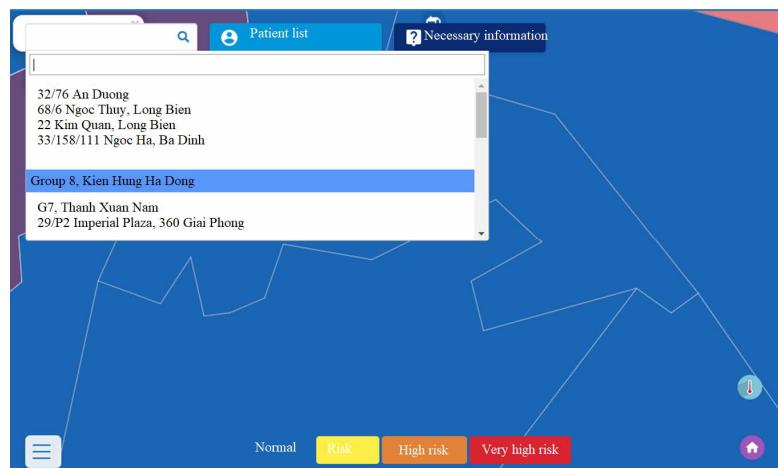 Patient list
Necessary information
32/76 An Duong
68/6 Ngoc Thuy, Long Bien
22 Kim Quan, Long Bien
33/158/111 Ngoc Ha, Ba Dinh
Group 8, Kien Hung Ha Dong
G7, Thanh Xuan Nam
29/P2 Imperial Plaza, 360 Giai Phong
Normal
Risk
High risk
Very high risk